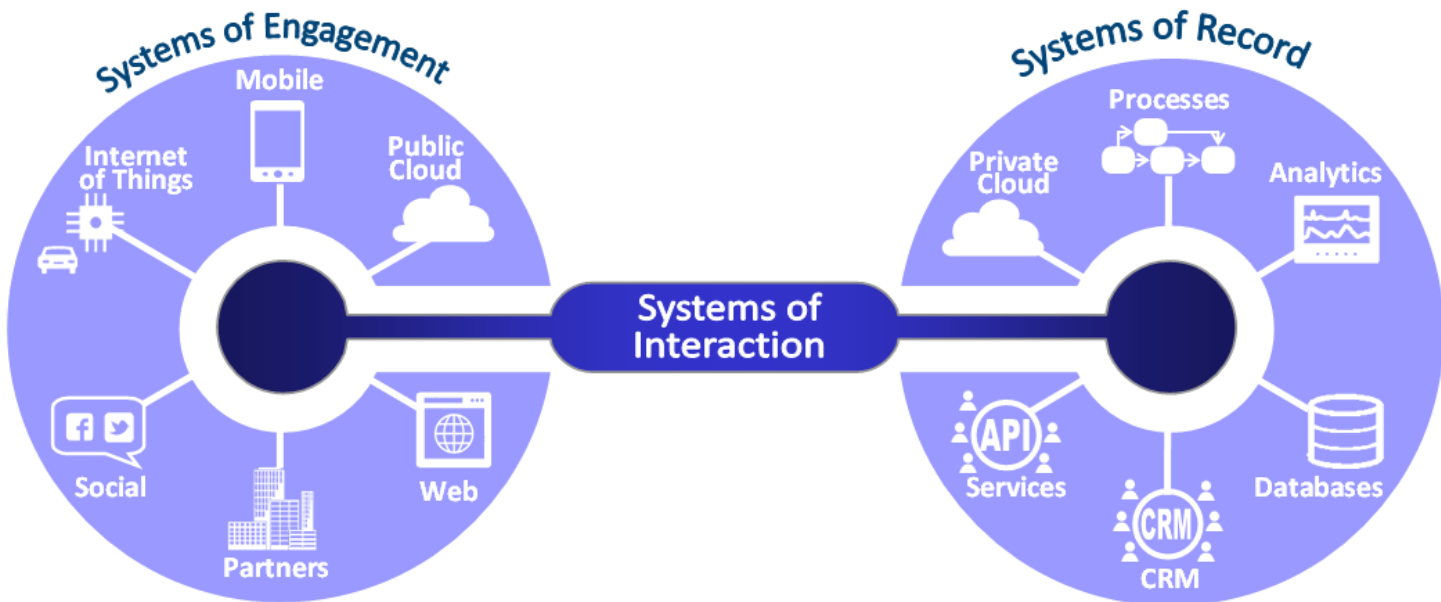 Systems of Engagement
Mobile
Public
Cloud
Internet
of Things
Social
Partners
Web
Systems of
Interaction
Systems of Record
Processes
Private
Cloud
Analytics
API
Services
CRM
CRM
Databases